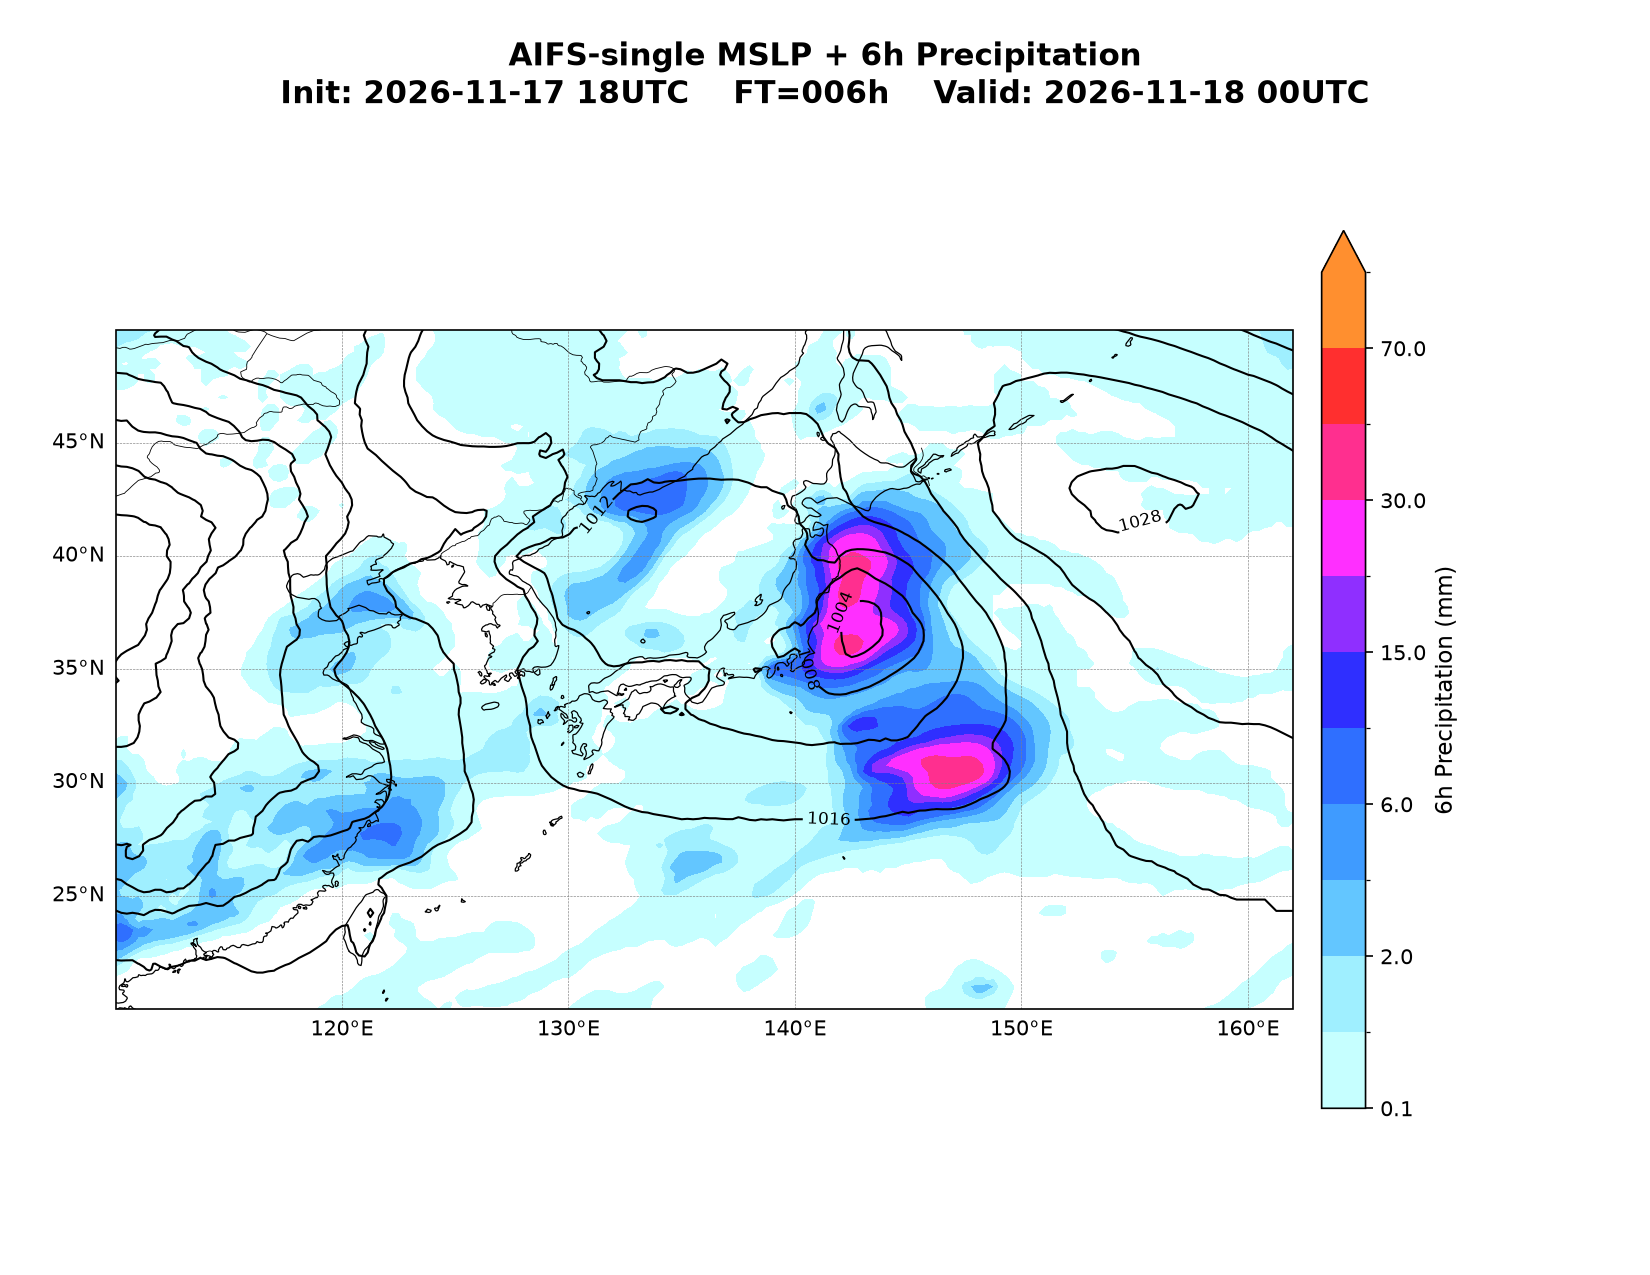 AIFS-single MSLP + 6h Precipitation
Init: 2026-11-17 18UTC    FT=006h    Valid: 2026-11-18 00UTC
70.0
30.0
15.0
6.0
2.0
0.1
6h Precipitation (mm)
45°N
40°N
35°N
30°N
25°N
120°E
130°E
140°E
150°E
160°E
1012
1028
1004
1008
1016